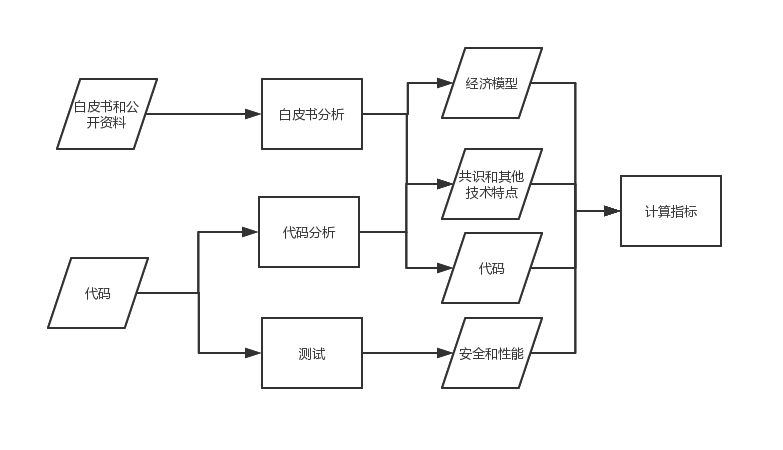 白皮书和公
开资料
白皮书分析
经济模型
共识和其他
技术特点
计算指标
代码分析
代码
代码
测试
安全和性能